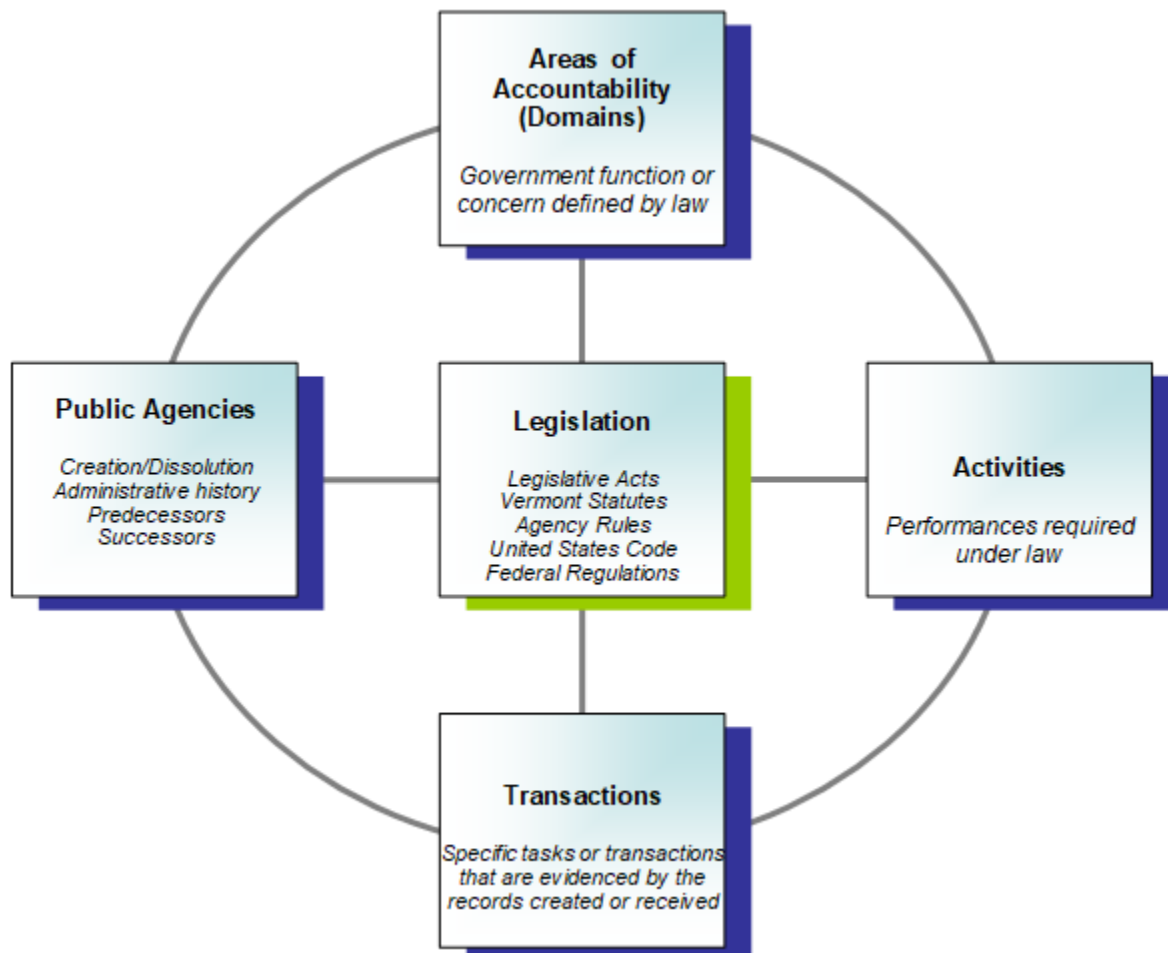 Areas of
Accountability
(Domains)
Government function or
concern defined by law
Public Agencies
Creation/Dissolution
Administrative history
Predecessors
Successors
Legislation
Legislative Acts
Vermont Statutes
Agency Rules
United States Code
Federal Regulations
Activities
Performances required
under law
Transactions
Specific tasks or transactions
that are evidenced by the
records created or received